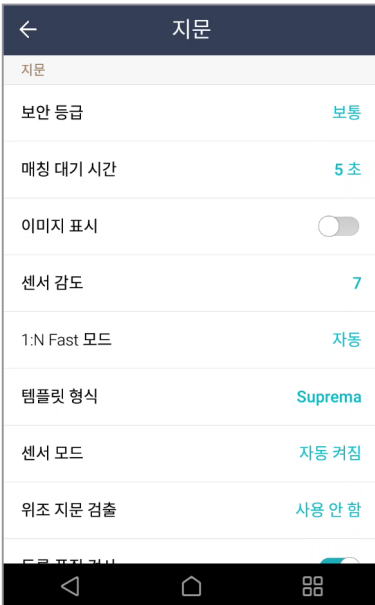 지문
지문
보안 등급 보통
매칭 대기 시간 5 초
이미지 표시
센서 감도 7
1:N Fast 모드 자동
템플릿 형식 Suprema
센서 모드 자동 켜짐
위조 지문 검출 사용 안 함